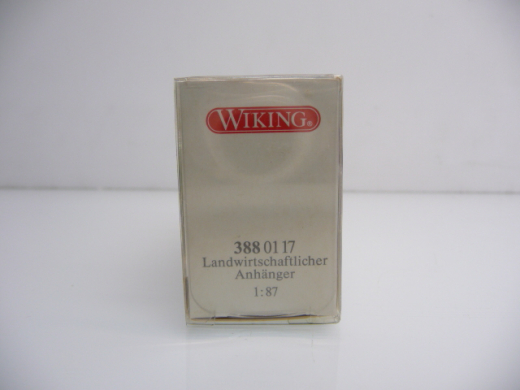 WIKING®
388 01 17
Landwirtschaftlicher
Anhänger
1:87